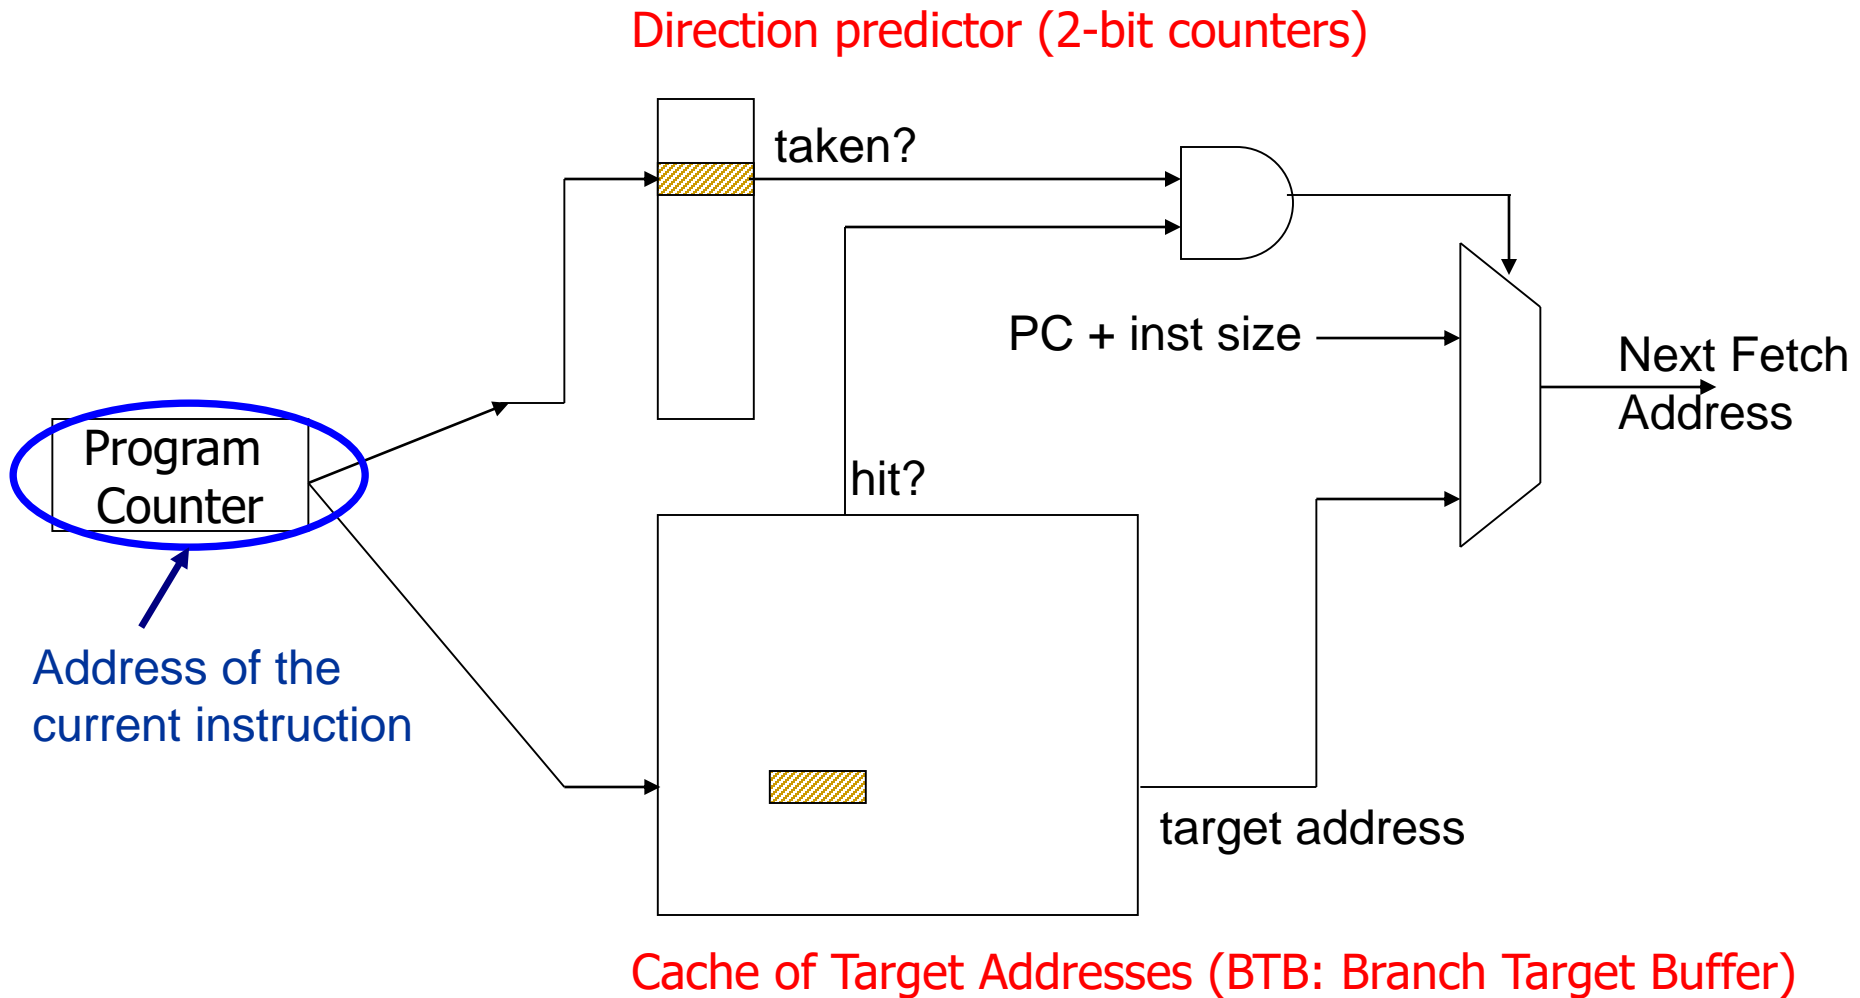 Direction predictor (2-bit counters)
taken?
PC + inst size
Next Fetch
Address
Program
Counter
hit?
Address of the
current instruction
target address
Cache of Target Addresses (BTB: Branch Target Buffer)